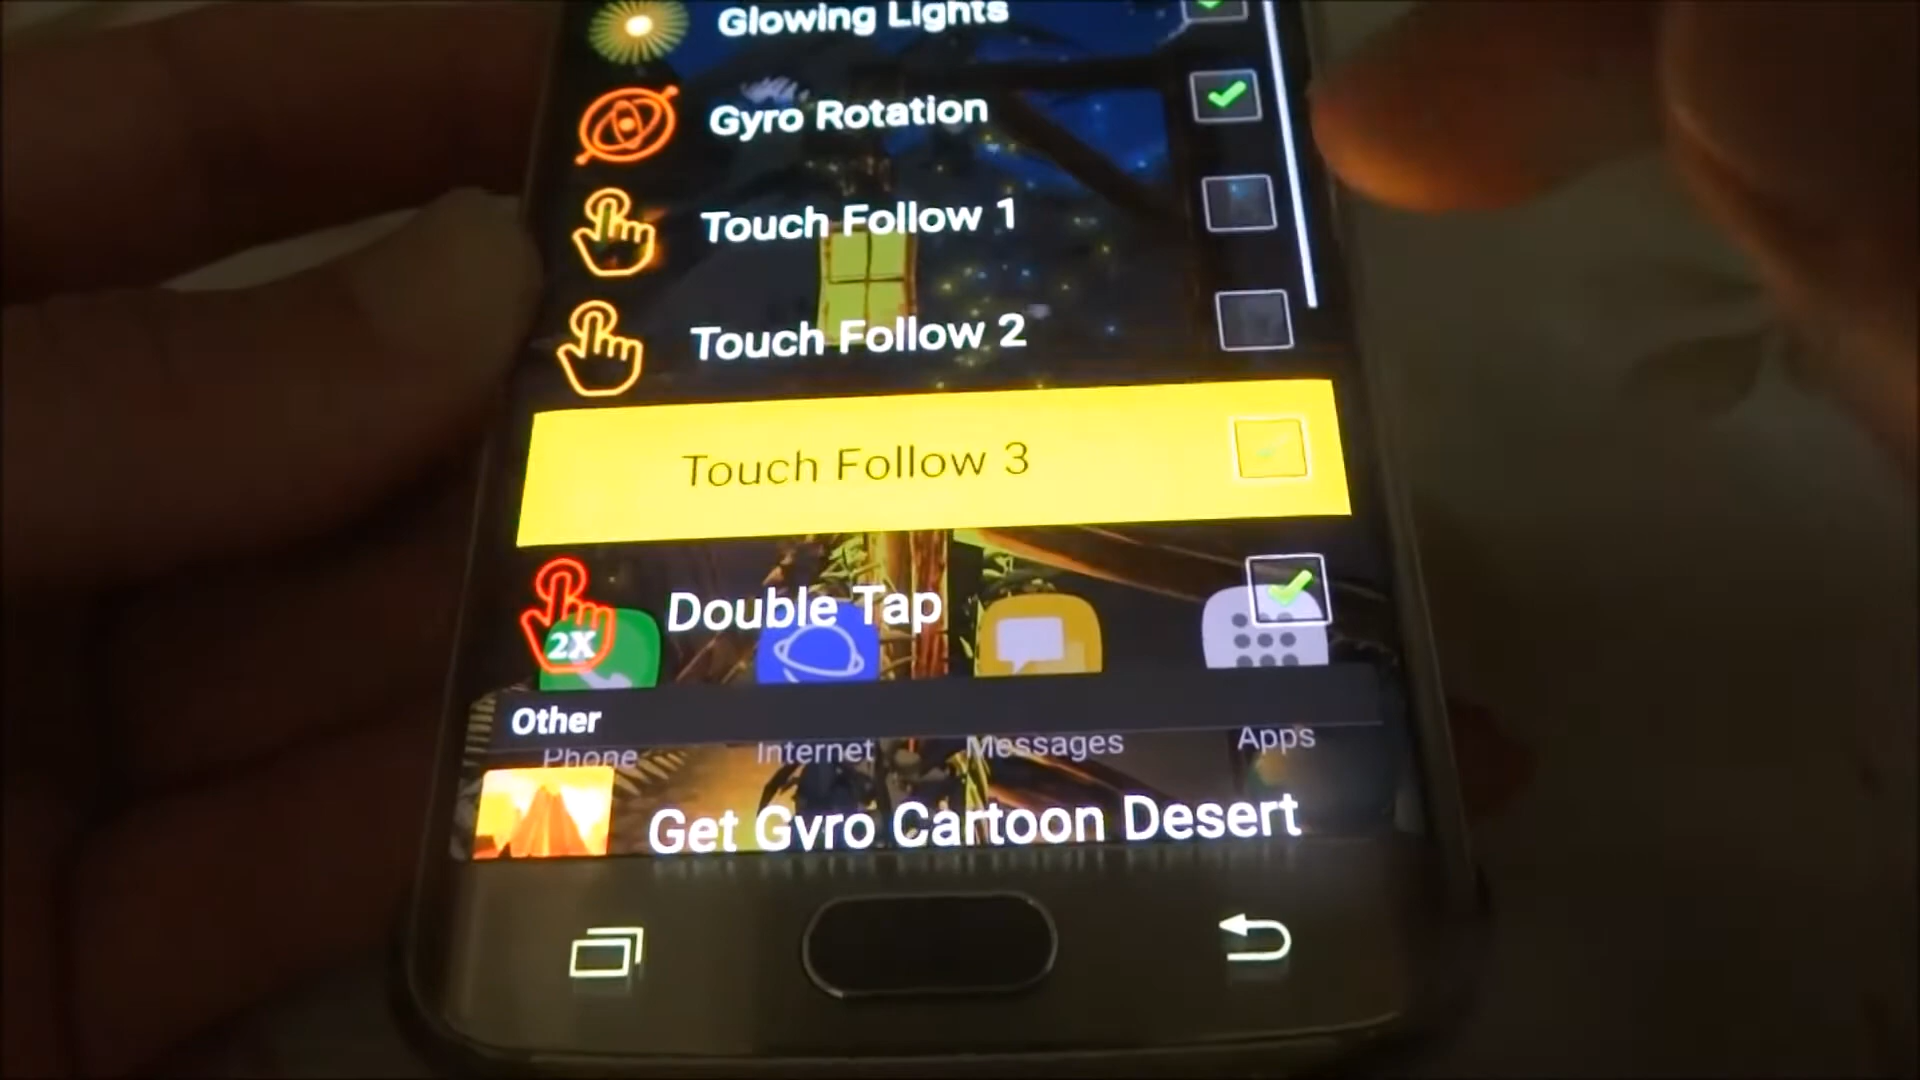 Glowing Lights
Gyro Rotation
Touch Follow 1
Touch Follow 2
Touch Follow 3
2X
Double Tap
Other
Phone
Internet
Messages
Apps
Get Gyro Cartoon Desert